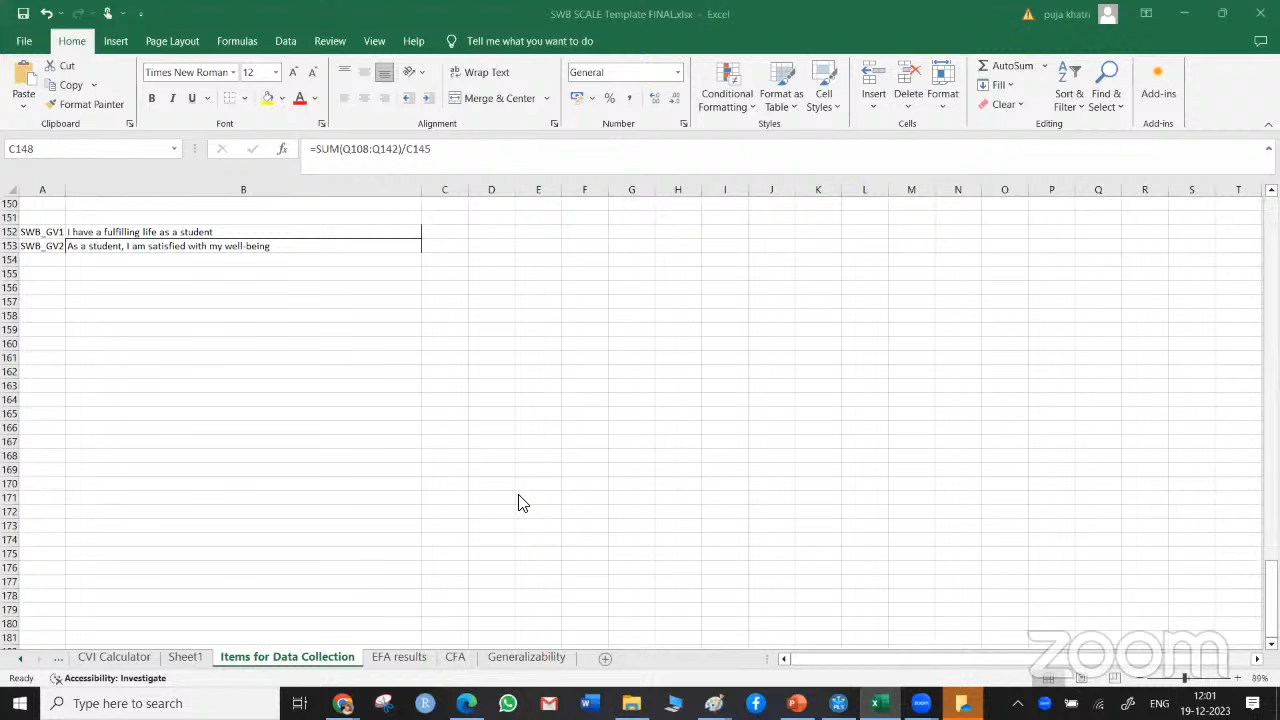 SWB SCALE Template FINAL.xlsx - Excel
puja khatri
File Home Insert Page Layout Formulas Data Review View Help Tell me what you want to do
Cut
Copy
Format Painter
Paste
Clipboard
Times New Roman 12
B I U
Font
Wrap Text
Merge & Center
Alignment
General
Number
Conditional Formatting
Format as Table
Cell Styles
Styles
Insert Delete Format
Cells
AutoSum
Fill
Clear
Sort & Filter
Find & Select
Editing
Add-ins
Add-ins
C148
fx =SUM(Q108:Q142)/C145
A B C D E F G H I J K L M N O P Q R S T
150
151
152 SWB_GV1 I have a fulfilling life as a student
153 SWB_GV2 As a student, I am satisfied with my well-being
154
155
156
157
158
159
160
161
162
163
164
165
166
167
168
169
170
171
172
173
174
175
176
177
178
179
180
181
... CVI Calculator Sheet1 Items for Data Collection EFA results CFA Generalizability
zoom
Ready Accessibility: Investigate 89%
Type here to search
ENG
12:01
19-12-2023